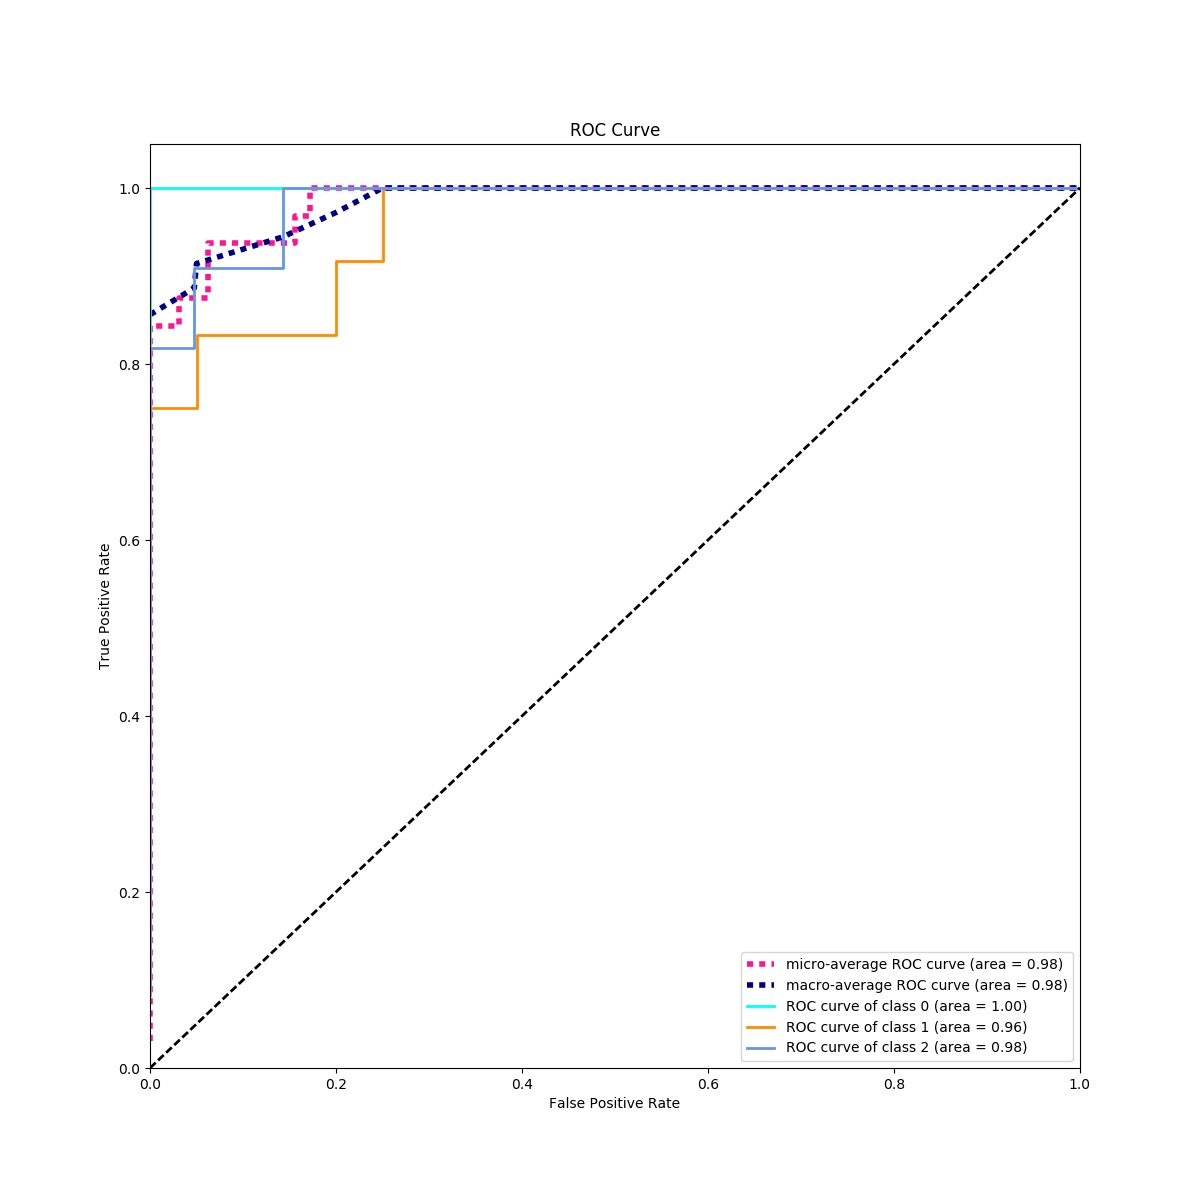 ROC Curve
1.0
0.8
0.6
0.4
0.2
0.0
True Positive Rate
0.0 0.2 0.4 0.6 0.8 1.0
False Positive Rate
micro-average ROC curve (area = 0.98)
macro-average ROC curve (area = 0.98)
ROC curve of class 0 (area = 1.00)
ROC curve of class 1 (area = 0.96)
ROC curve of class 2 (area = 0.98)